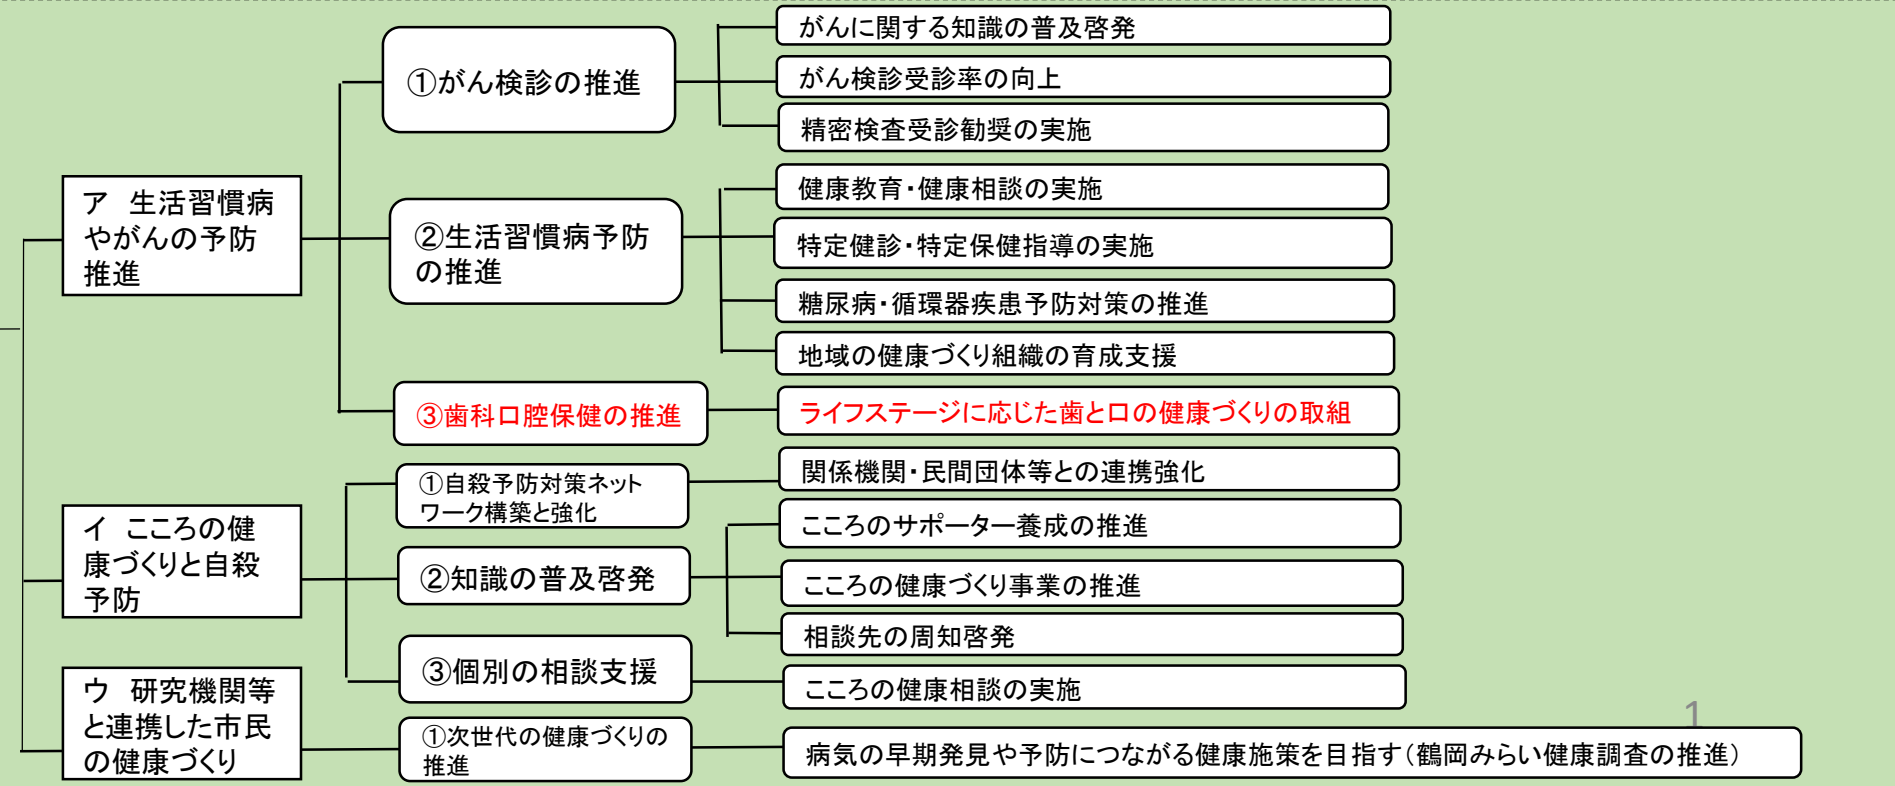 ア　生活習慣病
やがんの予防
推進
①がん検診の推進
がんに関する知識の普及啓発
がん検診受診率の向上
精密検査受診勧奨の実施
②生活習慣病予防
の推進
健康教育・健康相談の実施
特定健診・特定保健指導の実施
糖尿病・循環器疾患予防対策の推進
地域の健康づくり組織の育成支援
③歯科口腔保健の推進
ライフステージに応じた歯と口の健康づくりの取組
イ　こころの健
康づくりと自殺
予防
①自殺予防対策ネット
ワーク構築と強化
関係機関・民間団体等との連携強化
②知識の普及啓発
こころのサポーター養成の推進
こころの健康づくり事業の推進
相談先の周知啓発
③個別の相談支援
こころの健康相談の実施
ウ　研究機関等
と連携した市民
の健康づくり
①次世代の健康づくりの
推進
病気の早期発見や予防につながる健康施策を目指す（鶴岡みらい健康調査の推進）
1